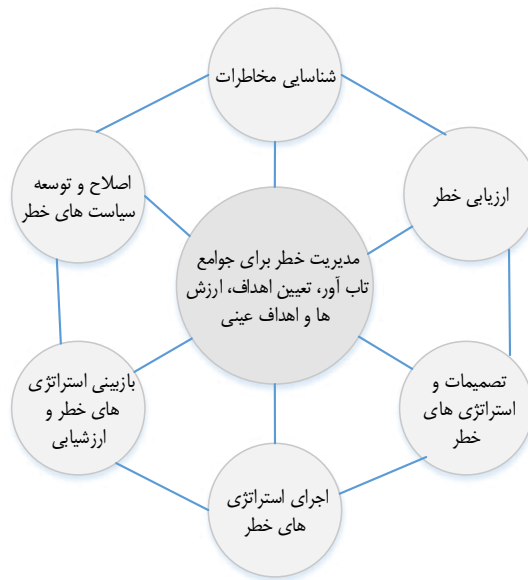 شناسایی مخاطرات
ارزیابی خطر
تصمیمات و
استراتژی های
خطر
اجرای استراتژی
های خطر
بازبینی استراتژی
های خطر و
ارزشیابی
اصلاح و توسعه
سیاست های خطر
مدیریت خطر برای جوامع
تاب آور، تعیین اهداف، ارزش
ها و اهداف عینی